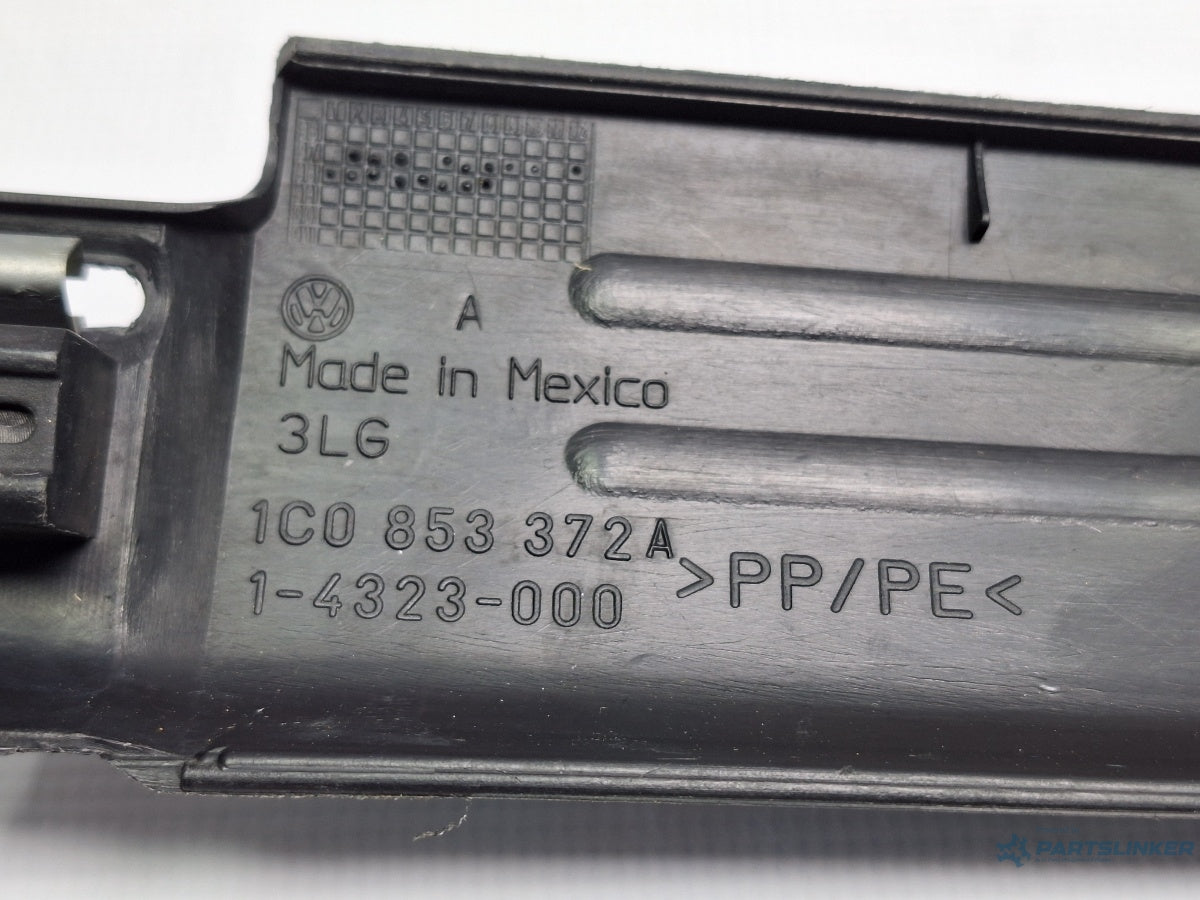 A
Made in Mexico
3LG
1C0 853 372A
>PP/PE<
1-4323-000
PARTSLINKER